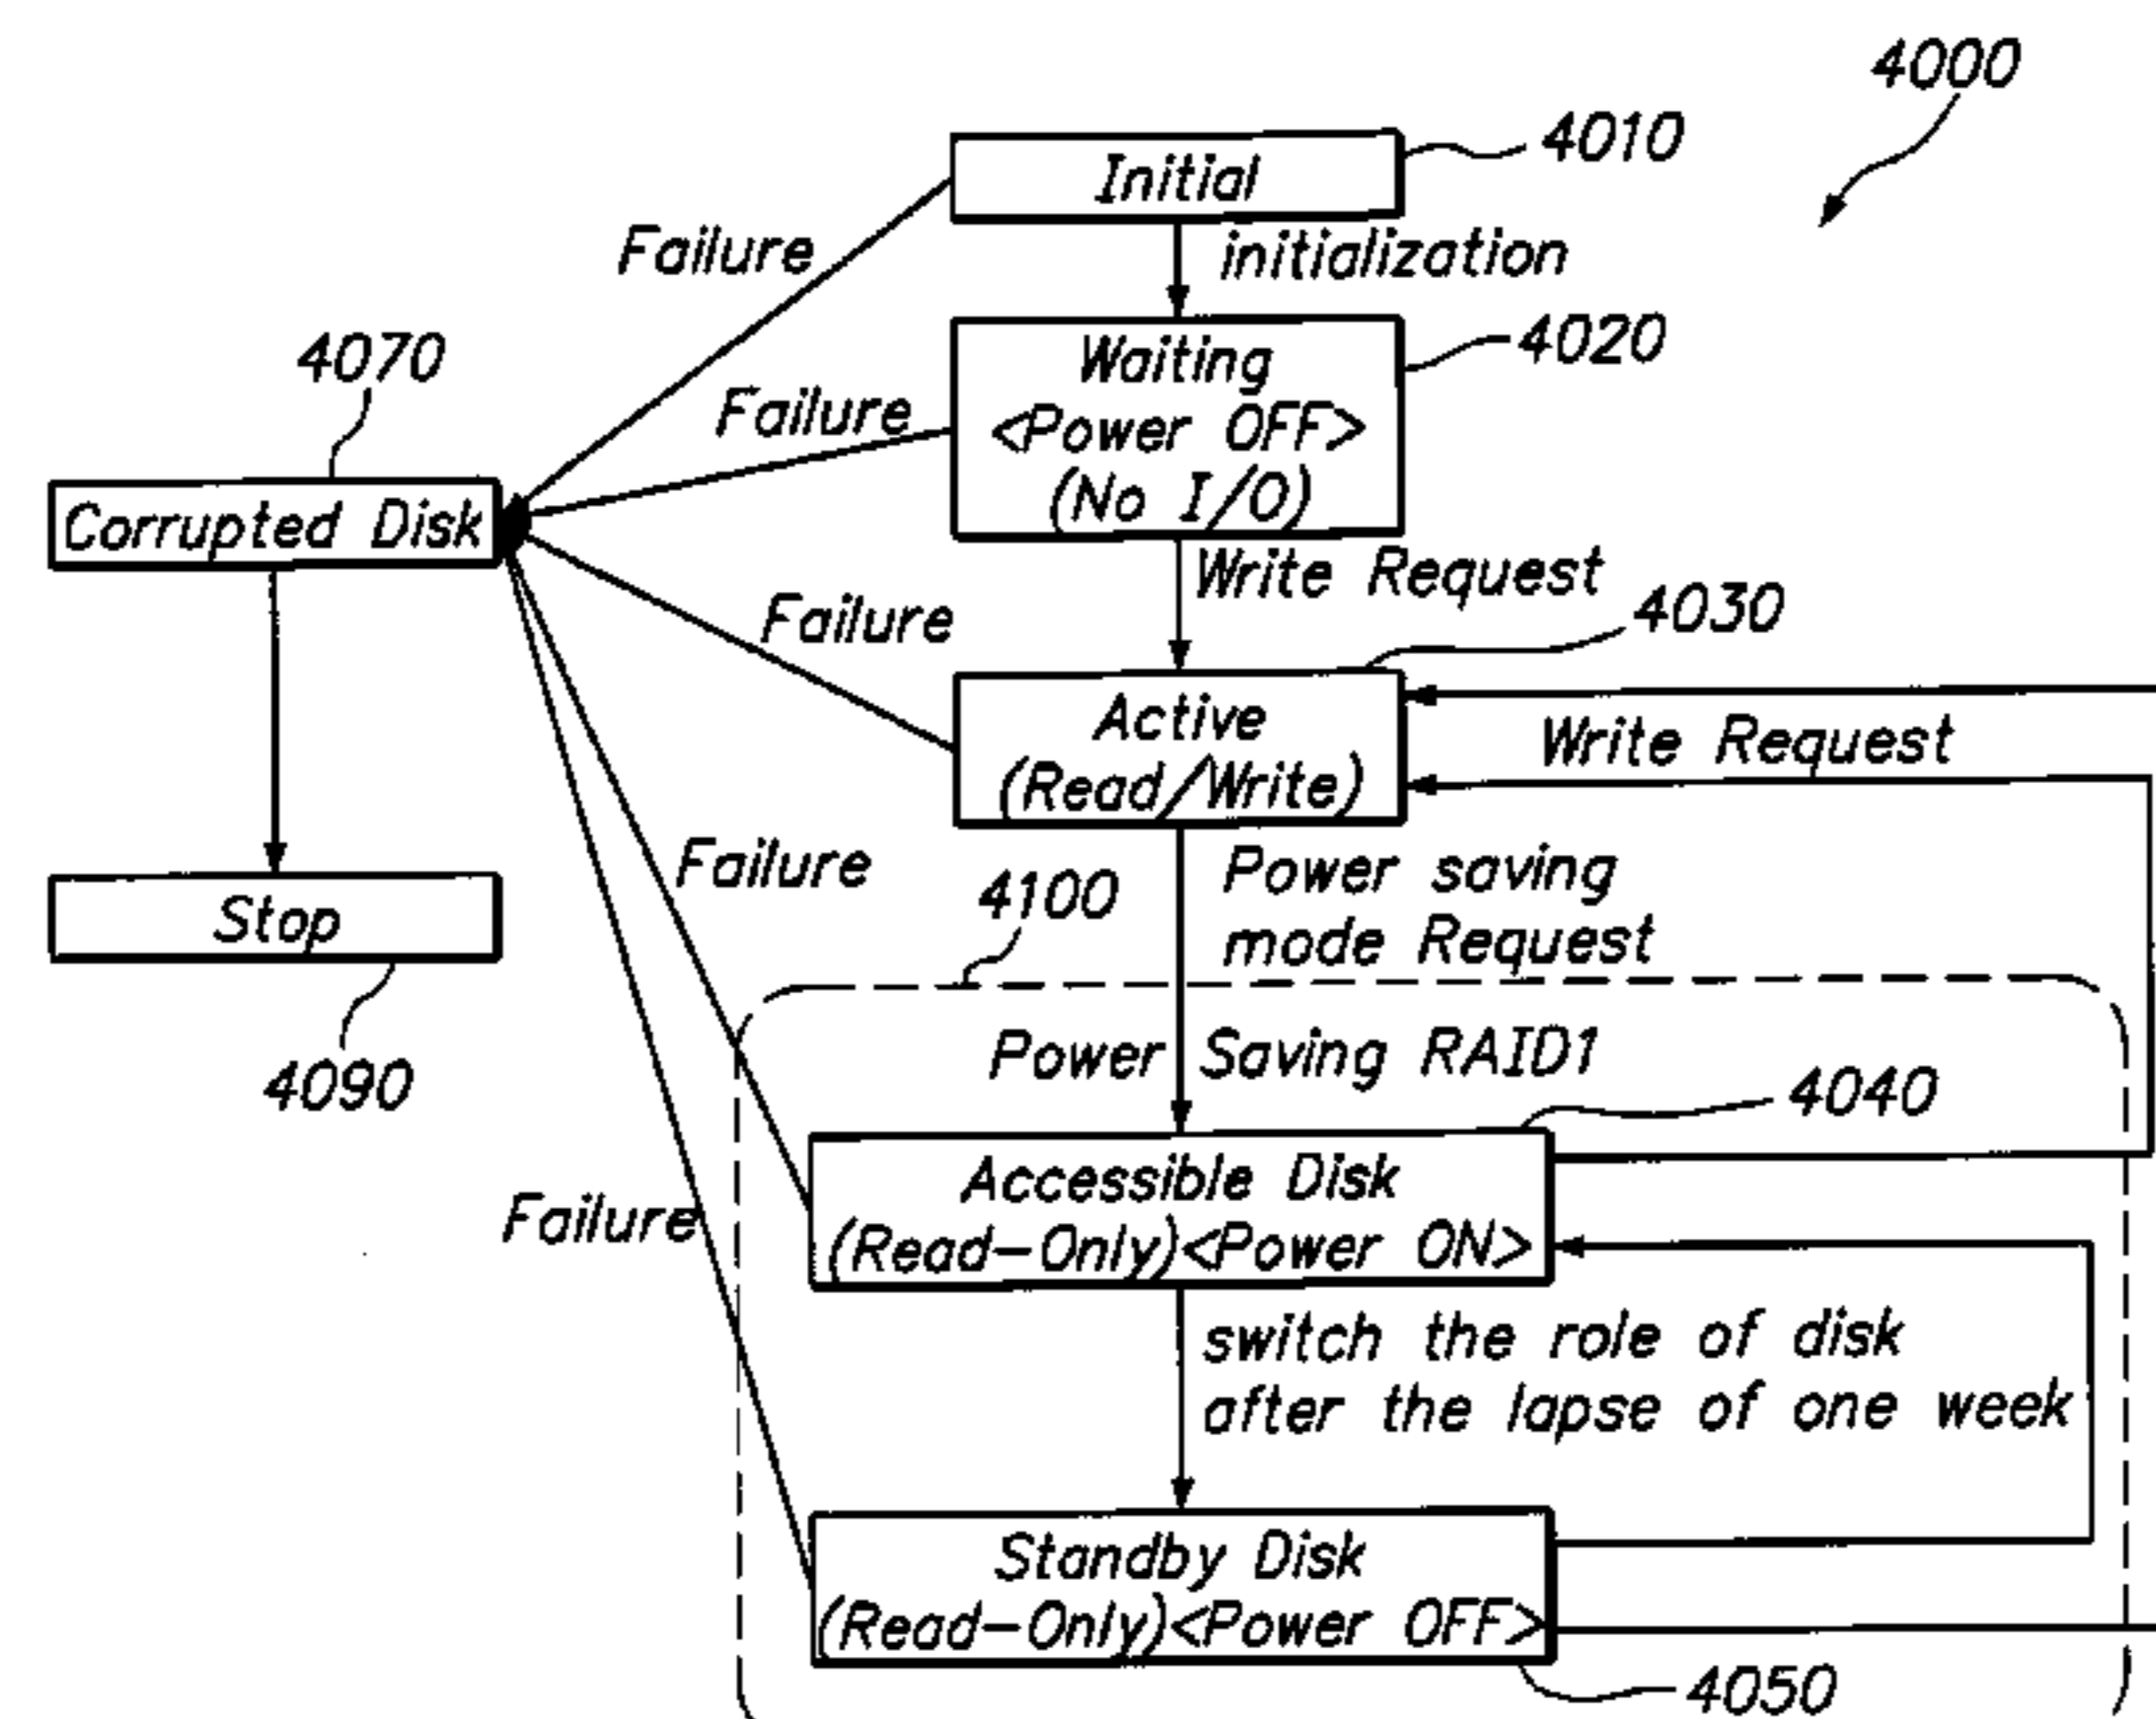 4000
4010
Initial
Failure
initialization
4070
4020
Waiting
<Power OFF>
(No I/O)
Failure
Corrupted Disk
Write Request
4030
Failure
Active
(Read/Write)
Write Request
Failure
4100
Power saving
mode Request
Stop
4090
Power Saving RAID1
4040
Accessible Disk
(Read-Only)<Power ON>
Failure
switch the role of disk
after the lapse of one week
Standby Disk
(Read-Only)<Power OFF>
4050